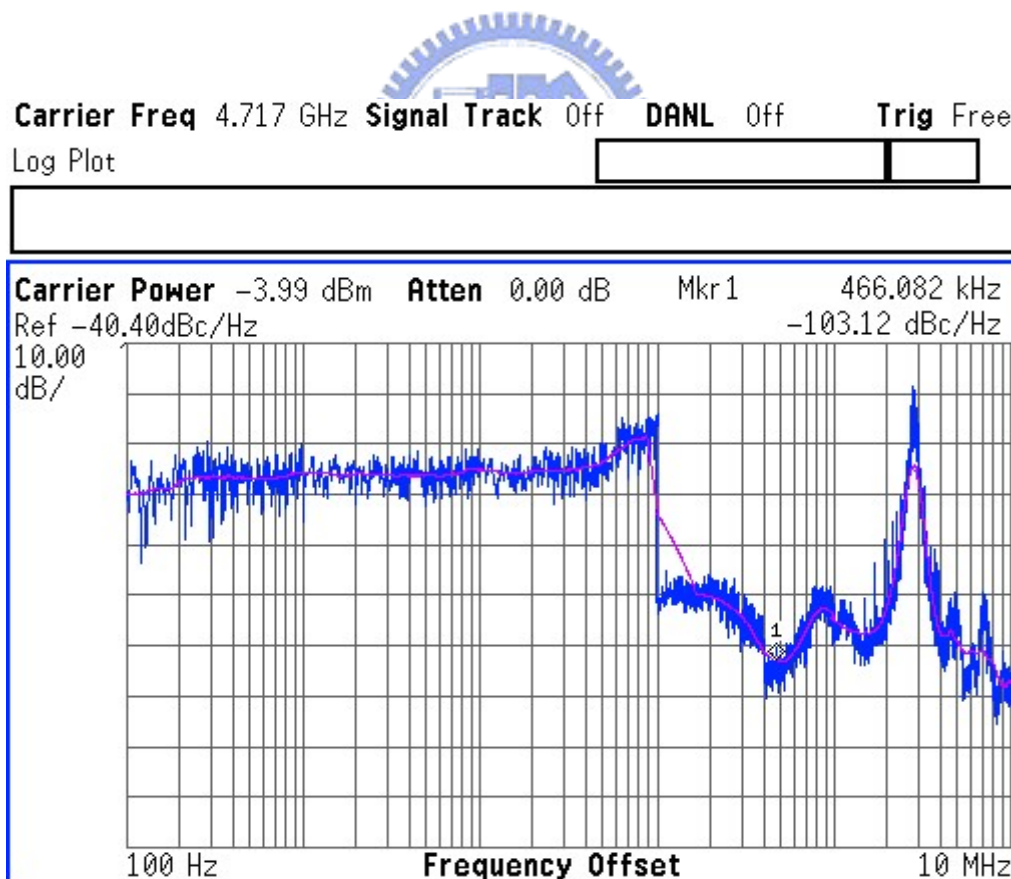 Carrier Freq 4.717 GHz Signal Track Off DANL Off Trig Free
Log Plot
Carrier Power -3.99 dBm Atten 0.00 dB Mkr1 466.082 kHz
Ref -40.40dBc/Hz -103.12 dBc/Hz
10.00
dB/
1
100 Hz Frequency Offset 10 MHz